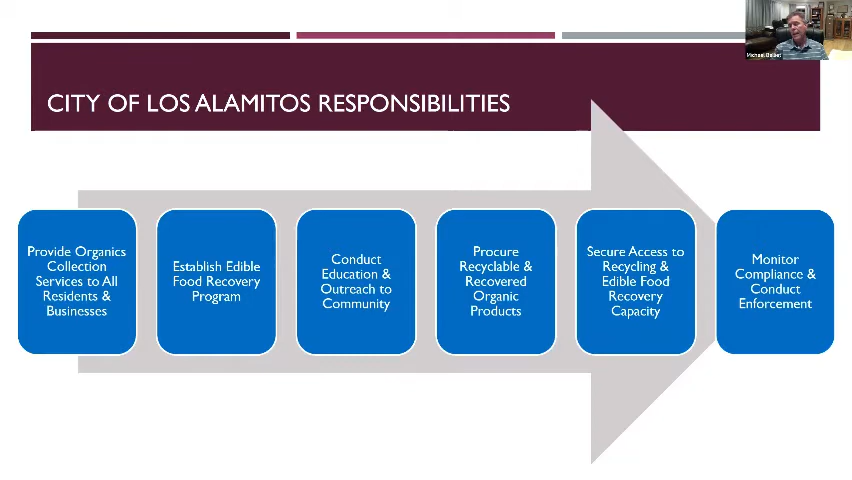 Michael Balliet
CITY OF LOS ALAMITOS RESPONSIBILITIES
Provide Organics
Collection
Services to All
Residents &
Businesses
Establish Edible
Food Recovery
Program
Conduct
Education &
Outreach to
Community
Procure
Recyclable &
Recovered
Organic
Products
Secure Access to
Recycling &
Edible Food
Recovery
Capacity
Monitor
Compliance &
Conduct
Enforcement